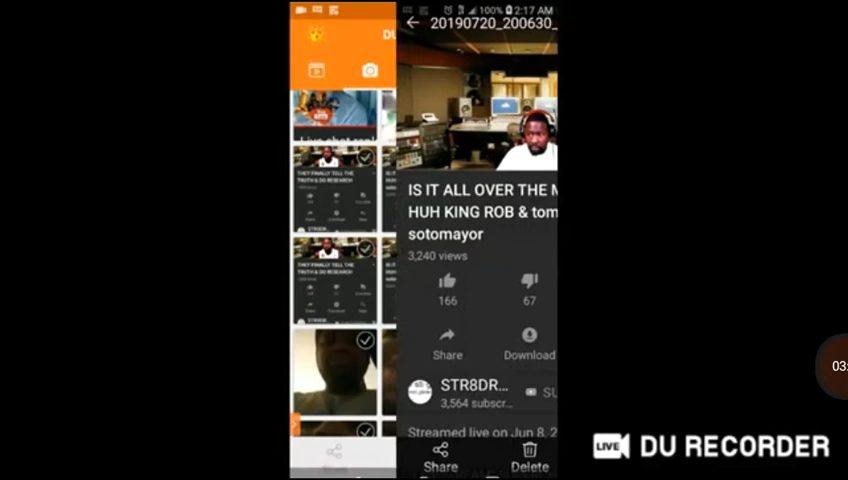 100% 2:17 AM
20190720_200630_
DU
THEY FINALLY TELL THE
TRUTH & DO RESEARCH
THEY FINALLY TELL THE
TRUTH & DO RESEARCH
IS IT ALL OVER THE M
HUH KING ROB & tom
sotomayor
3,240 views
166
67
Share
Download
STR8DR...
SU
3,564 subscr...
Streamed live on Jun 8, 2
Share
Delete
03:
LIVE DU RECORDER